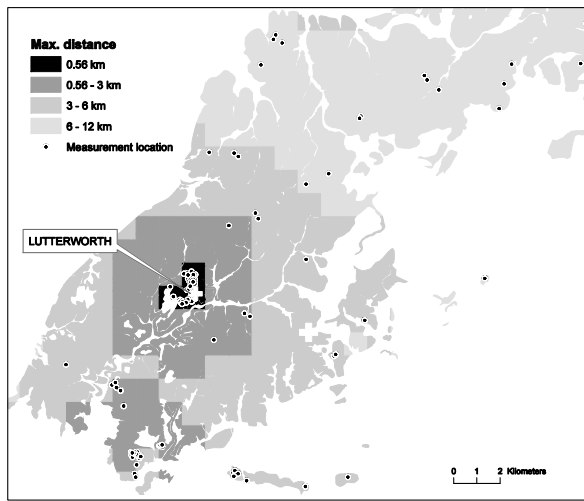 Max. distance
0.56 km
0.56 - 3 km
3 - 6 km
6 - 12 km
Measurement location
LUTTERWORTH
0 1 2 Kilometers